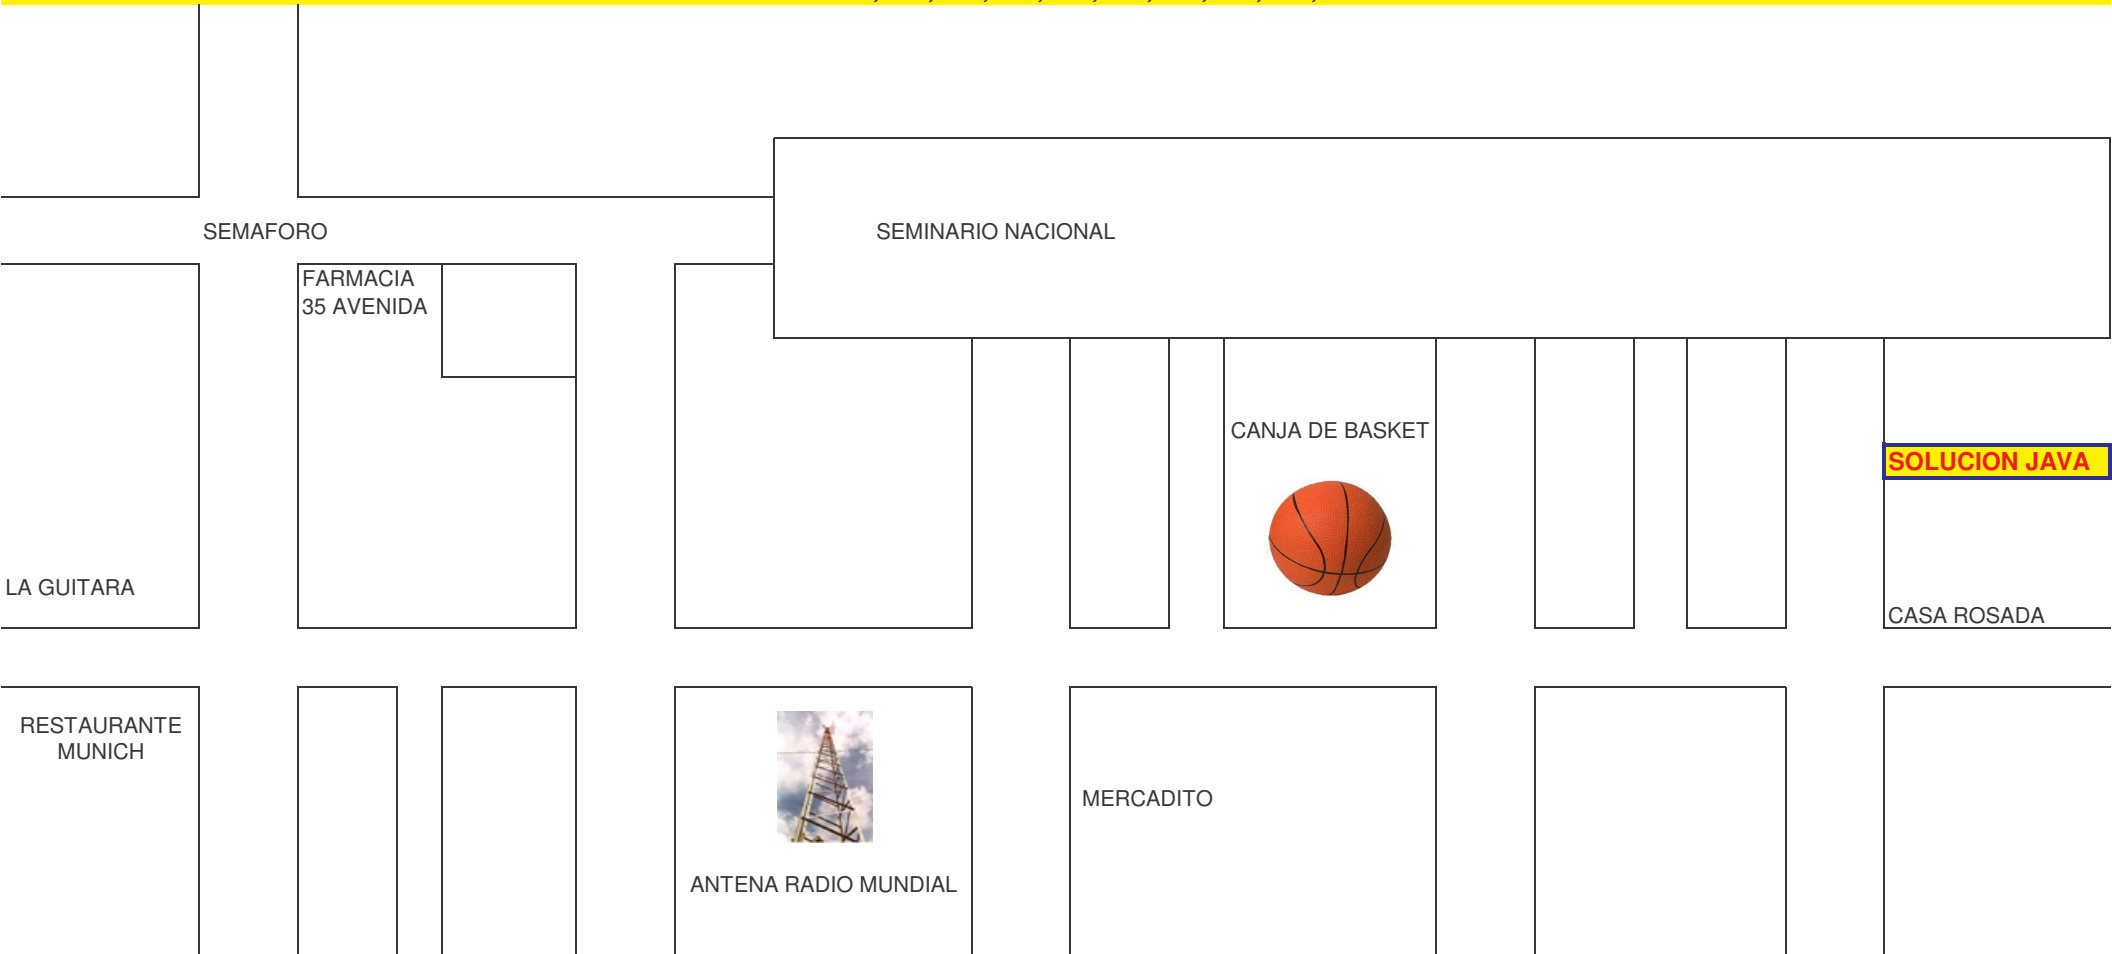 SEMAFORO
SEMINARIO NACIONAL
FARMACIA
35 AVENIDA
CANJA DE BASKET
SOLUCION JAVA
LA GUITARA
CASA ROSADA
RESTAURANTE
MUNICH
MERCADITO
ANTENA RADIO MUNDIAL